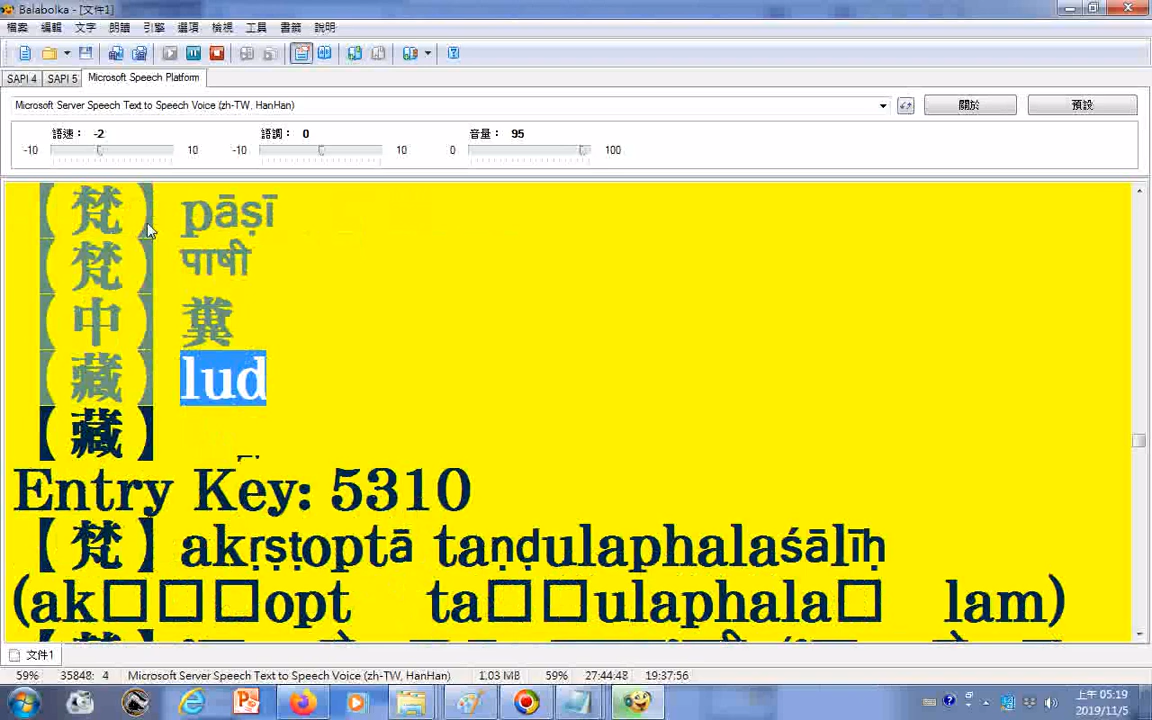 Balabolka - [文件1]
檔案 編輯 文字 朗讀 引擎 選項 檢視 工具 書籤 說明
SAPI 4 SAPI 5 Microsoft Speech Platform
Microsoft Server Speech Text to Speech Voice (zh-TW, HanHan) 關於 預設
語速： -2 語調： 0 音量： 95
-10 10 -10 10 0 100
【梵】 pāṣī
【梵】 पाषी
【中】 糞
【藏】 lud
【藏】
Entry Key: 5310
【梵】 akṛṣṭoptā taṇḍulaphalaśālīḥ
(ak□□□opt ta□□ulaphala□ lam)
文件1
59% 35848: 4 Microsoft Server Speech Text to Speech Voice (zh-TW, HanHan) 1.03 MB 59% 27:44:48 19:37:56
上午 05:19
2019/11/5